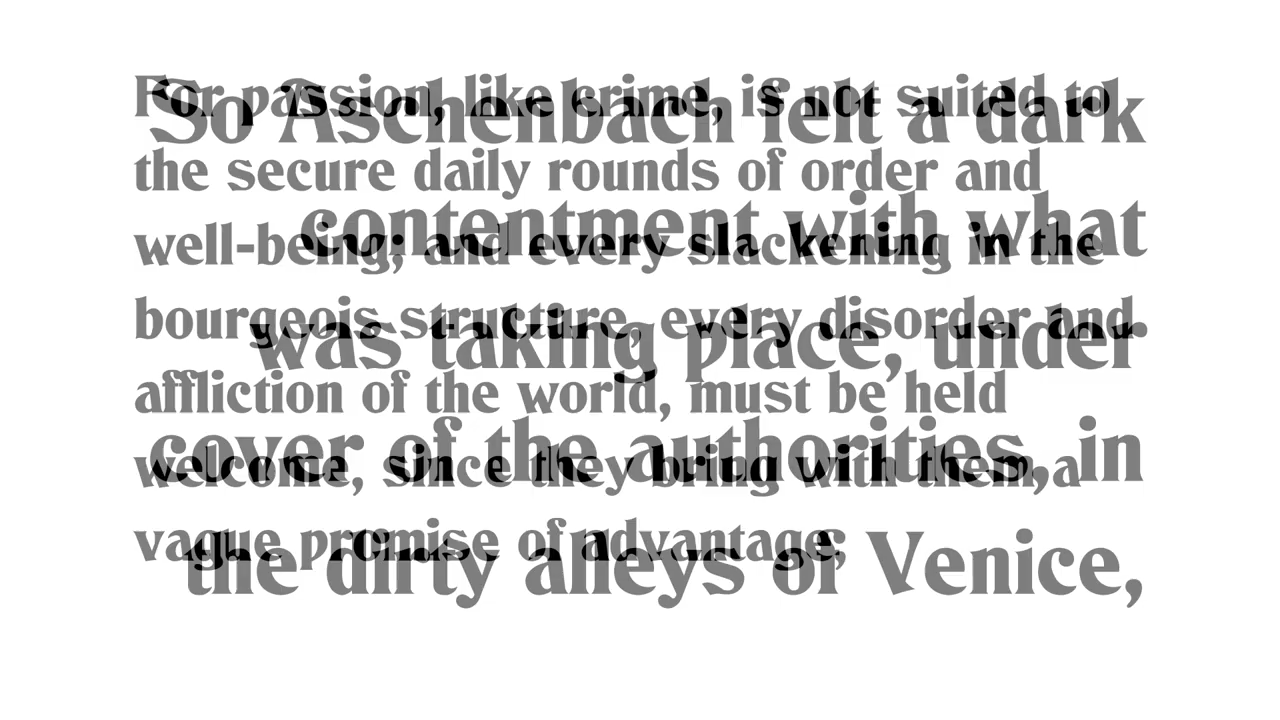 For passion, like crime, is not suited to
the secure daily rounds of order and
well-being; and every slackening in the
bourgeois structure, every disorder and
affliction of the world, must be held
welcome, since they bring with them a
vague promise of advantage;
So Aschenbach felt a dark
contentment with what
was taking place, under
cover of the authorities, in
the dirty alleys of Venice,